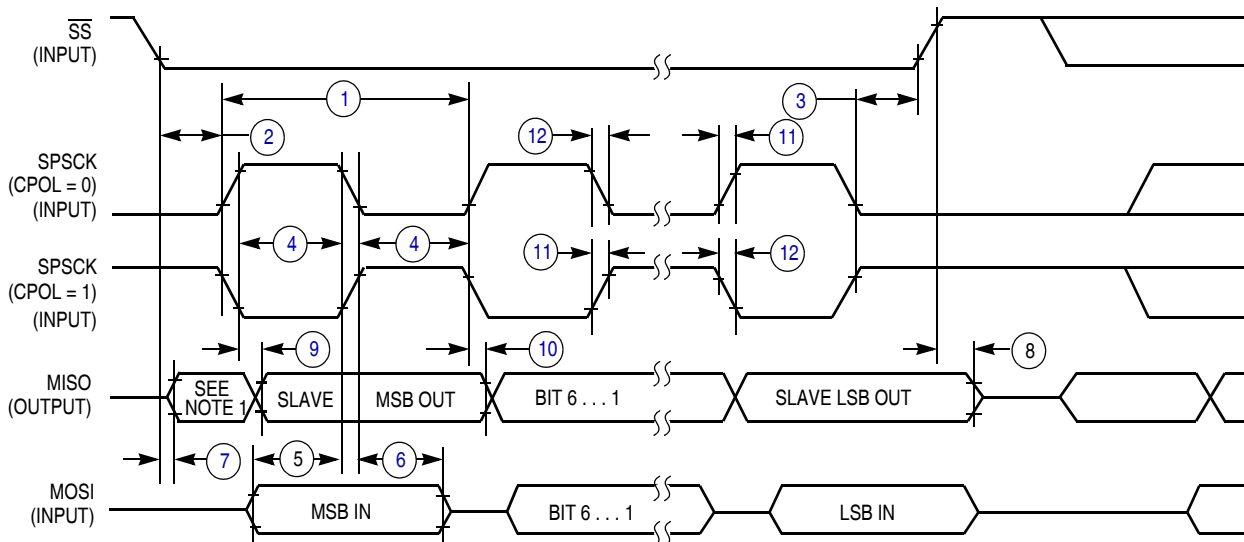 SS
(INPUT)
1
3
2
12
11
SPSCK
(CPOL = 0)
(INPUT)
4
4
SPSCK
(CPOL = 1)
(INPUT)
11
12
9
10
8
MISO
(OUTPUT)
SEE
NOTE 1
SLAVE
MSB OUT
BIT 6 . . . 1
SLAVE LSB OUT
7
5
6
MOSI
(INPUT)
MSB IN
BIT 6 . . . 1
LSB IN